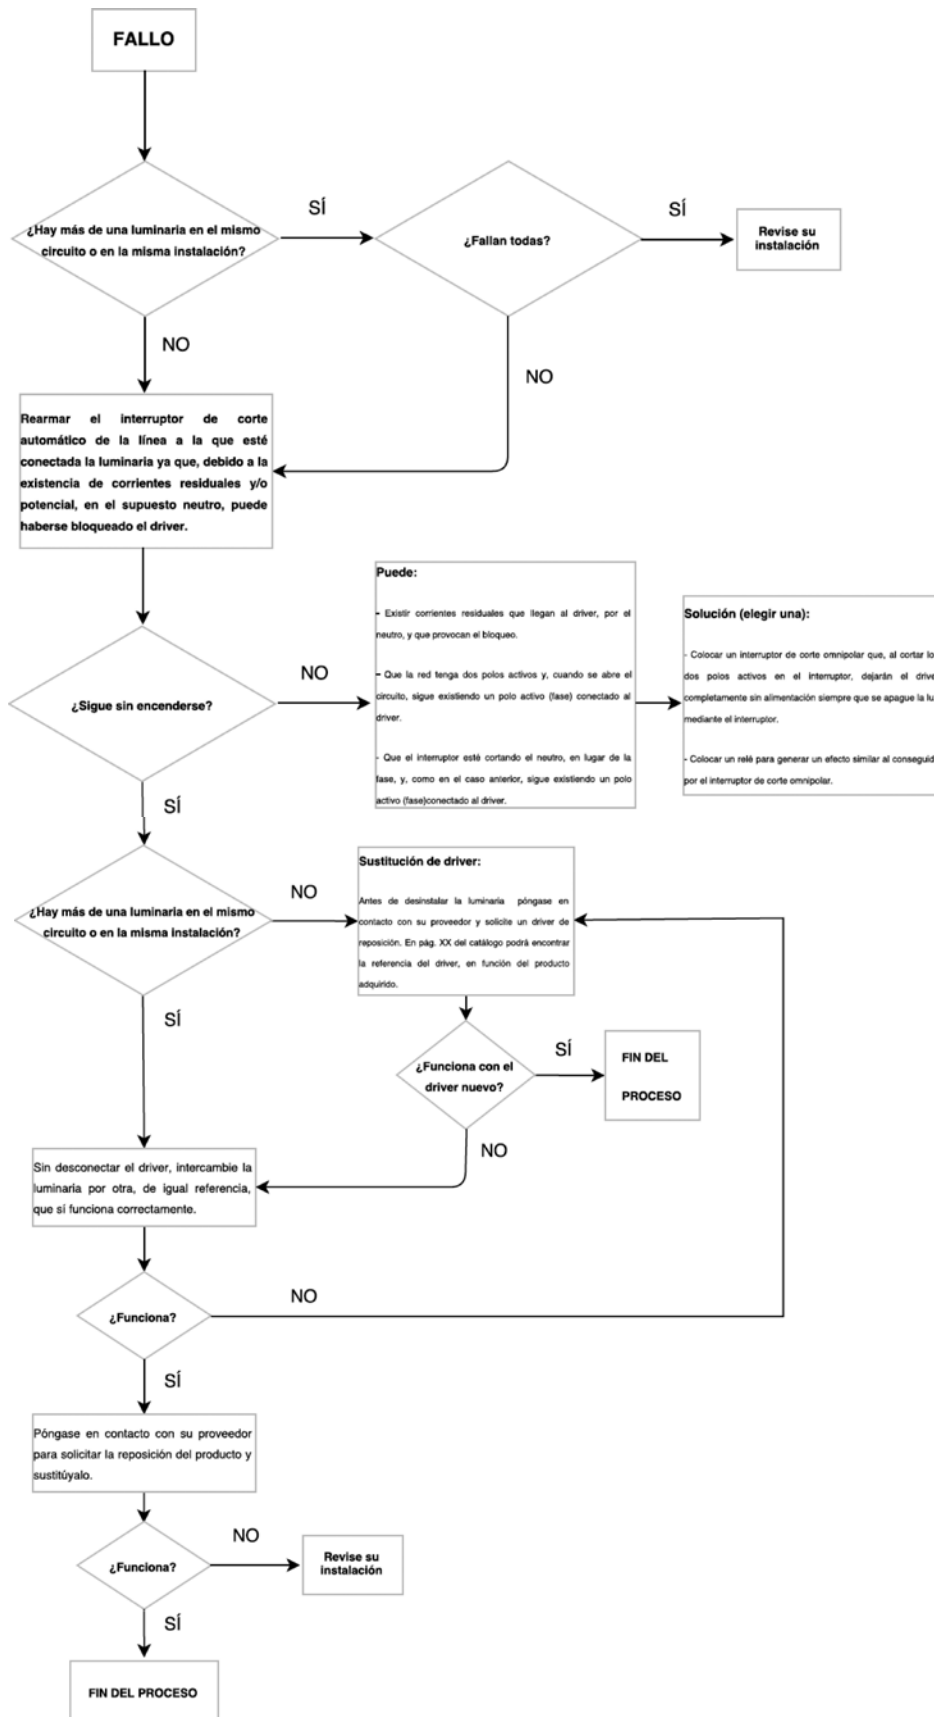 FALLO
¿Hay más de una luminaria en el mismo
circuito o en la misma instalación?
SÍ
¿Fallan todas?
SÍ
Revise su
instalación
NO
NO
Rearmar el interruptor de corte
automático de la línea a la que esté
conectada la luminaria ya que, debido a la
existencia de corrientes residuales y/o
potencial, en el supuesto neutro, puede
haberse bloqueado el driver.
¿Sigue sin encenderse?
NO
Puede:
- Existir corrientes residuales que llegan al driver, por el
neutro, y que provocan el bloqueo.
- Que la red tenga dos polos activos y, cuando se abre el
circuito, sigue existiendo un polo activo (fase) conectado al
driver.
- Que el interruptor esté cortando el neutro, en lugar de la
fase, y, como en el caso anterior, sigue existiendo un polo
activo (fase)conectado al driver.
Solución (elegir una):
- Colocar un interruptor de corte omnipolar que, al cortar lo
dos polos activos en el interruptor, dejarán el drive
completamente sin alimentación siempre que se apague la lu
mediante el interruptor.
- Colocar un relé para generar un efecto similar al conseguid
por el interruptor de corte omnipolar.
SÍ
¿Hay más de una luminaria en el mismo
circuito o en la misma instalación?
NO
Sustitución de driver:
Antes de desinstalar la luminaria póngase en
contacto con su proveedor y solicite un driver de
reposición. En pág. XX del catálogo podrá encontrar
la referencia del driver, en función del producto
adquirido.
SÍ
¿Funciona con el
driver nuevo?
SÍ
FIN DEL
PROCESO
NO
Sin desconectar el driver, intercambie la
luminaria por otra, de igual referencia,
que sí funciona correctamente.
¿Funciona?
NO
SÍ
Póngase en contacto con su proveedor
para solicitar la reposición del producto y
sustitúyalo.
¿Funciona?
NO
Revise su
instalación
SÍ
FIN DEL PROCESO